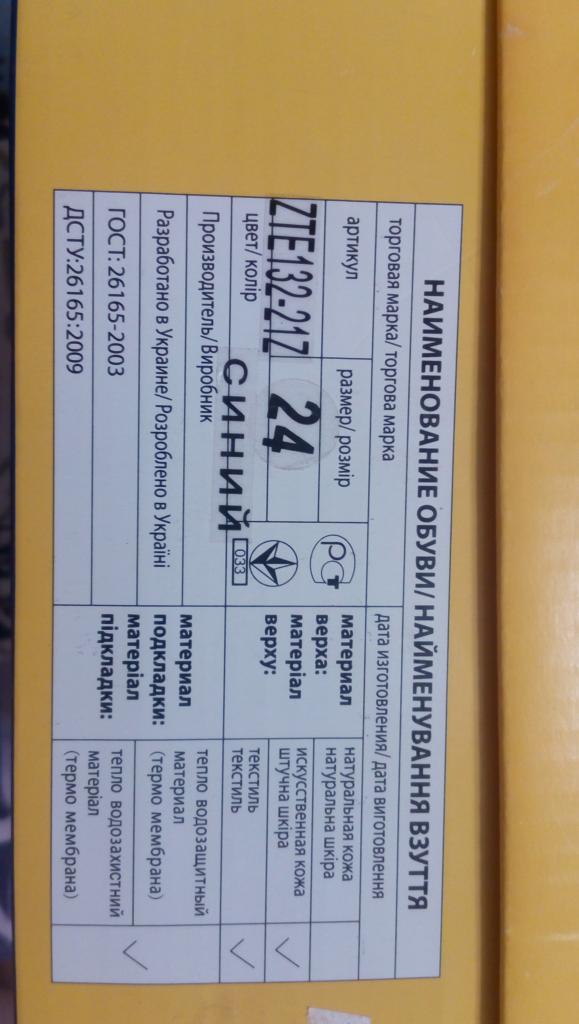 НАИМЕНОВАНИЕ ОБУВИ/ НАЙМЕНУВАННЯ ВЗУТТЯ
торговая марка/ торгова марка
дата изготовления/ дата виготовлення
артикул
размер/ розмір
ZTE132-217
24
РСТ
033
цвет/ колір
синий
Производитель/ Виробник
Разработано в Украине/ Розроблено в Україні
ГОСТ: 26165-2003
ДСТУ:26165:2009
материал
верха:
матеріал
верху:
натуральная кожа
натуральна шкіра
искусственная кожа
штучна шкіра
текстиль
текстиль
материал
подкладки:
матеріал
підкладки:
тепло водозащитный
материал
(термо мембрана)
тепло водозахистний
матеріал
(термо мембрана)